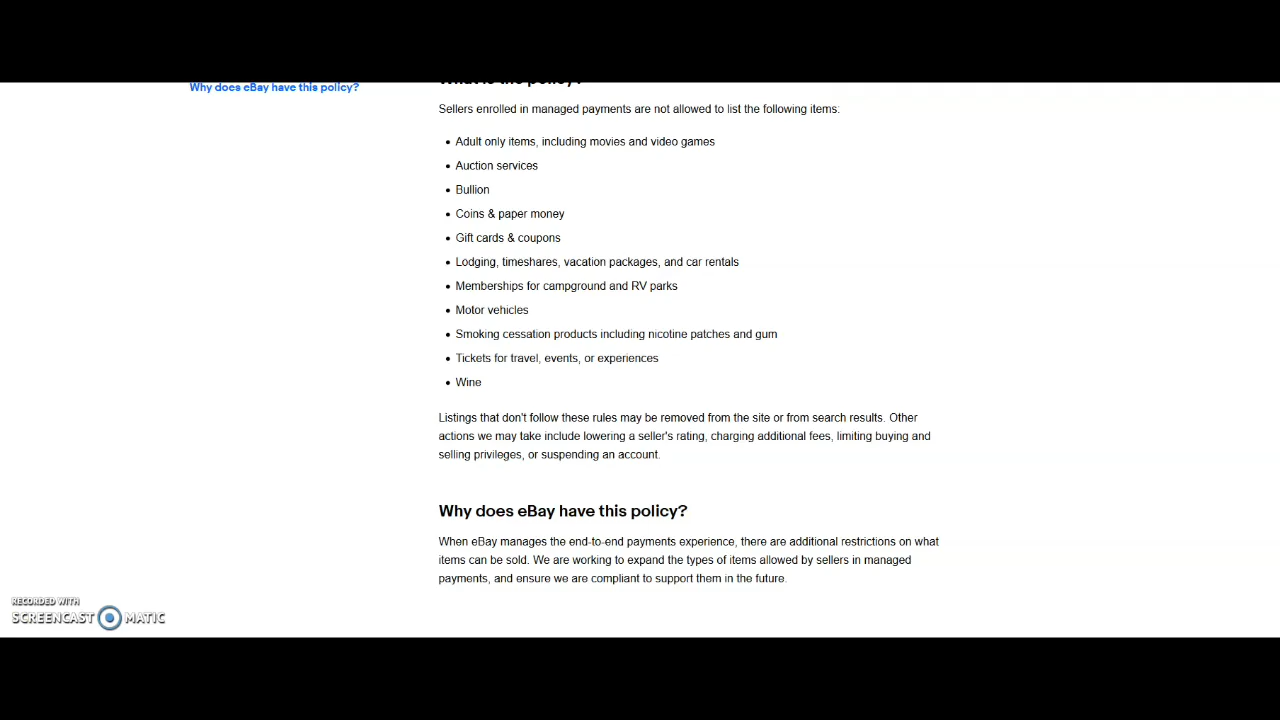 What is the policy?
Why does eBay have this policy?
Sellers enrolled in managed payments are not allowed to list the following items:
• Adult only items, including movies and video games
• Auction services
• Bullion
• Coins & paper money
• Gift cards & coupons
• Lodging, timeshares, vacation packages, and car rentals
• Memberships for campground and RV parks
• Motor vehicles
• Smoking cessation products including nicotine patches and gum
• Tickets for travel, events, or experiences
• Wine
Listings that don't follow these rules may be removed from the site or from search results. Other
actions we may take include lowering a seller's rating, charging additional fees, limiting buying and
selling privileges, or suspending an account.
Why does eBay have this policy?
When eBay manages the end-to-end payments experience, there are additional restrictions on what
items can be sold. We are working to expand the types of items allowed by sellers in managed
payments, and ensure we are compliant to support them in the future.
RECORDED WITH
SCREENCAST MATIC